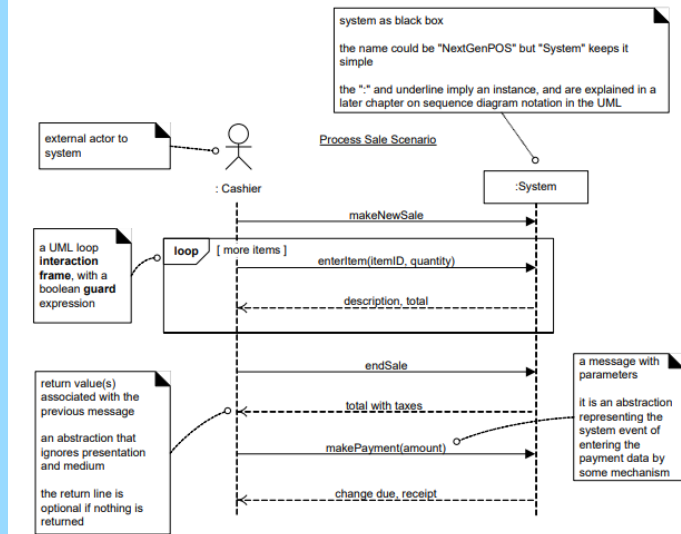 system as black box
the name could be "NextGenPOS" but "System" keeps it
simple
the ":" and underline imply an instance, and are explained in a
later chapter on sequence diagram notation in the UML
external actor to
system
Process Sale Scenario
: Cashier
:System
makeNewSale
a UML loop
interaction
frame, with a
boolean guard
expression
loop
[ more items ]
enterItem(itemID, quantity)
description, total
endSale
return value(s)
associated with the
previous message
an abstraction that
ignores presentation
and medium
the return line is
optional if nothing is
returned
total with taxes
makePayment(amount)
change due, receipt
a message with
parameters
it is an abstraction
representing the
system event of
entering the
payment data by
some mechanism